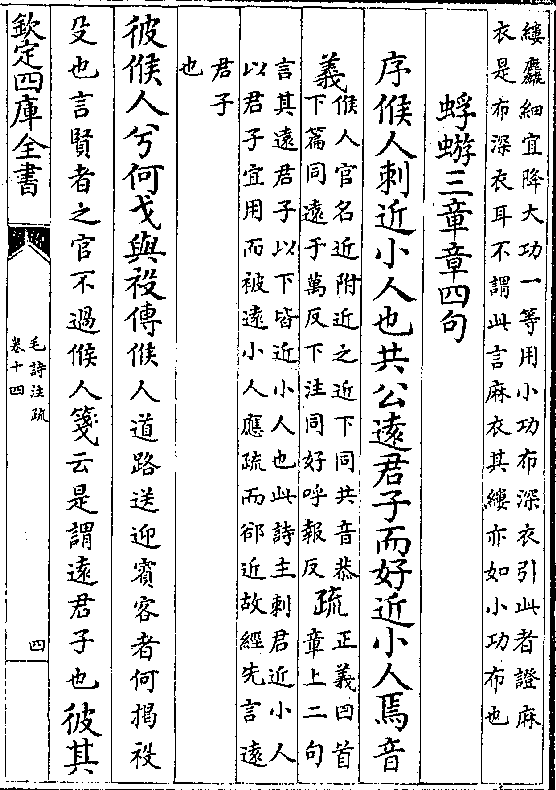 縷麤細宜降大功一等用小功布深衣引此者證麻
衣是布深衣耳不謂此言麻衣其縷亦如小功布也
蜉蝣三章章四句
序候人刺近小人也共公遠君子而好近小人焉音
義候人官名近附近之近下同共音恭
下篇同遠于萬反下注同好呼報反疏正義曰首
章上二句
言其遠君子以下皆近小人也此詩主刺君近小人
以君子宜用而被遠小人應疏而郤近故經先言遠
君子
也
彼候人兮何戈與祋傳候人道路送迎賓客者何揭祋
殳也言賢者之官不過候人箋云是謂遠君子也彼其
欽定四庫全書
毛詩注疏
卷十四
四